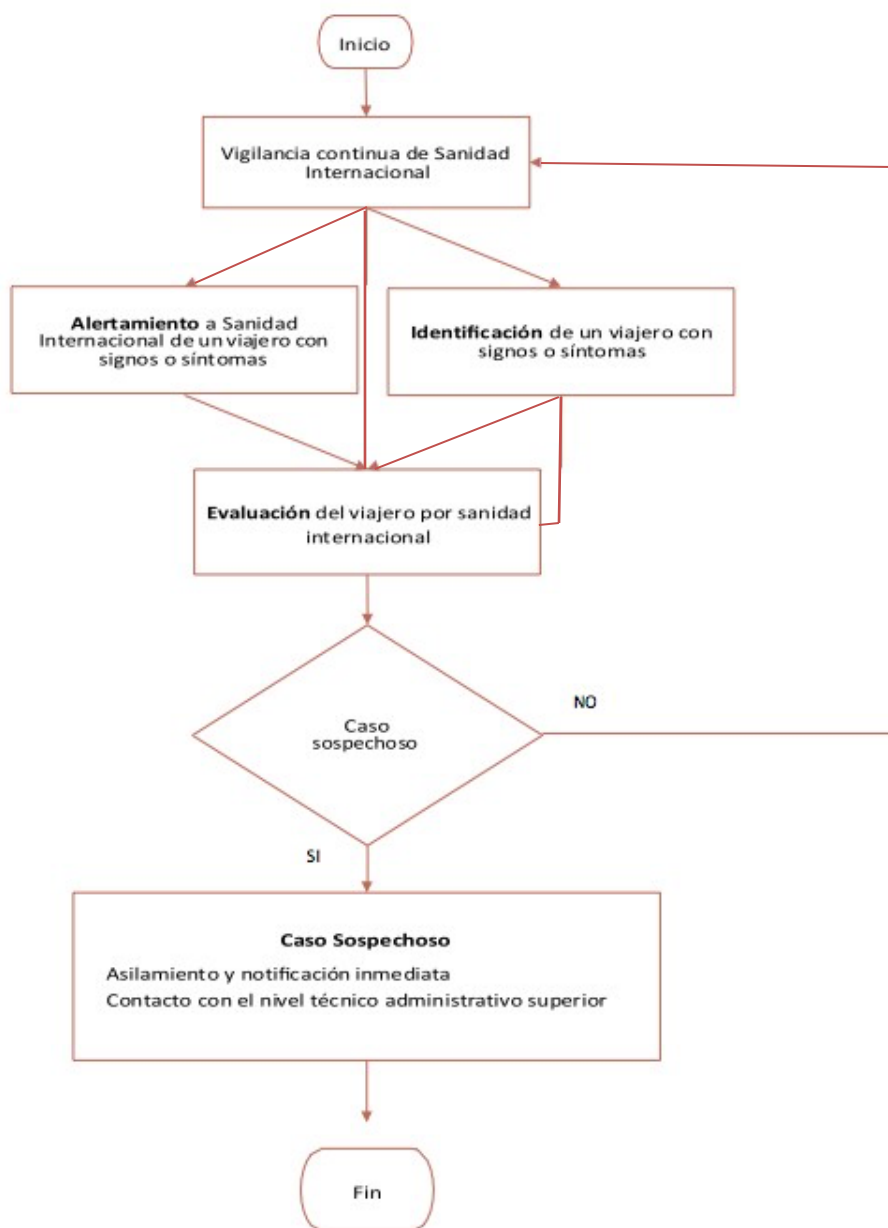 Inicio
Vigilancia continua de Sanidad
Internacional
Alertamiento a Sanidad
Internacional de un viajero con
signos o síntomas
Identificación de un viajero con
signos o síntomas
Evaluación del viajero por sanidad
internacional
Caso
sospechoso
NO
SI
Caso Sospechoso
Asilamiento y notificación inmediata
Contacto con el nivel técnico administrativo superior
Fin